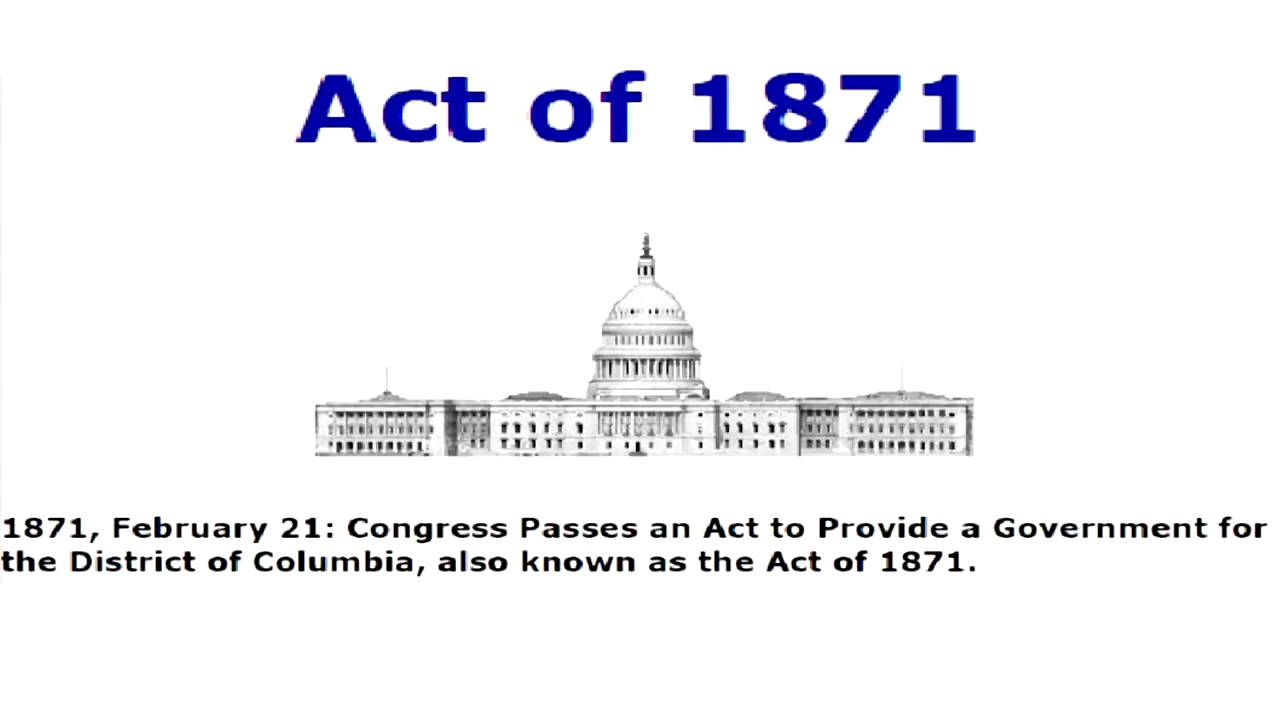 Act of 1871
1871, February 21: Congress Passes an Act to Provide a Government for
the District of Columbia, also known as the Act of 1871.